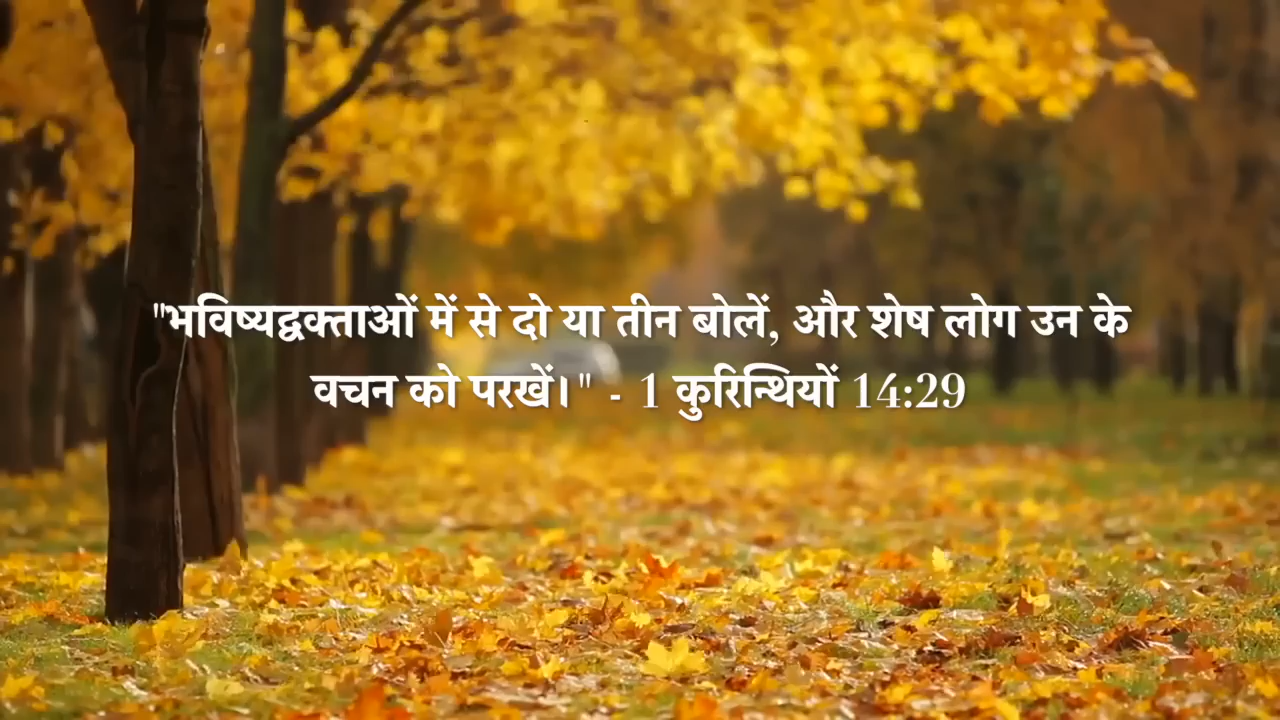 "भविष्यद्वक्ताओं में से दो या तीन बोलें, और शेष लोग उन के
वचन को परखें।" - 1 कुरिन्थियों 14:29